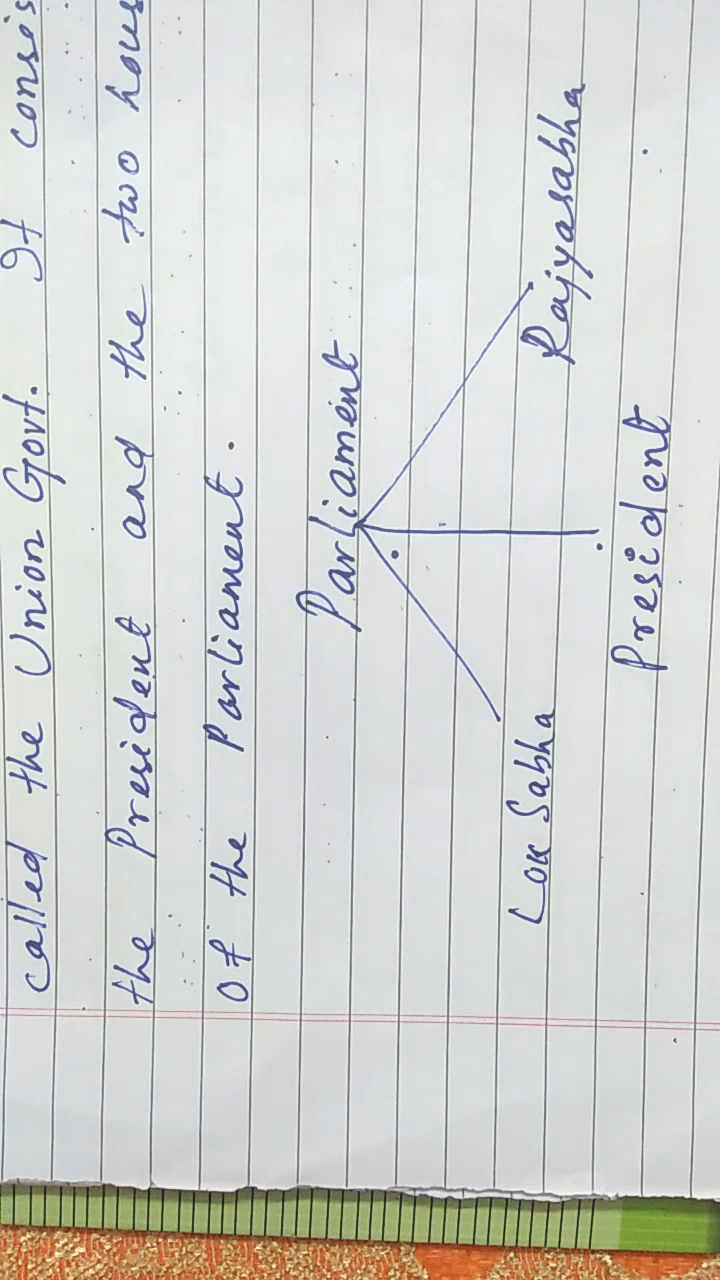 called the Union Govt. It consis
the President and the two hous
of the Parliament.
Parliament
Lok Sabha
Rajyasabha
President